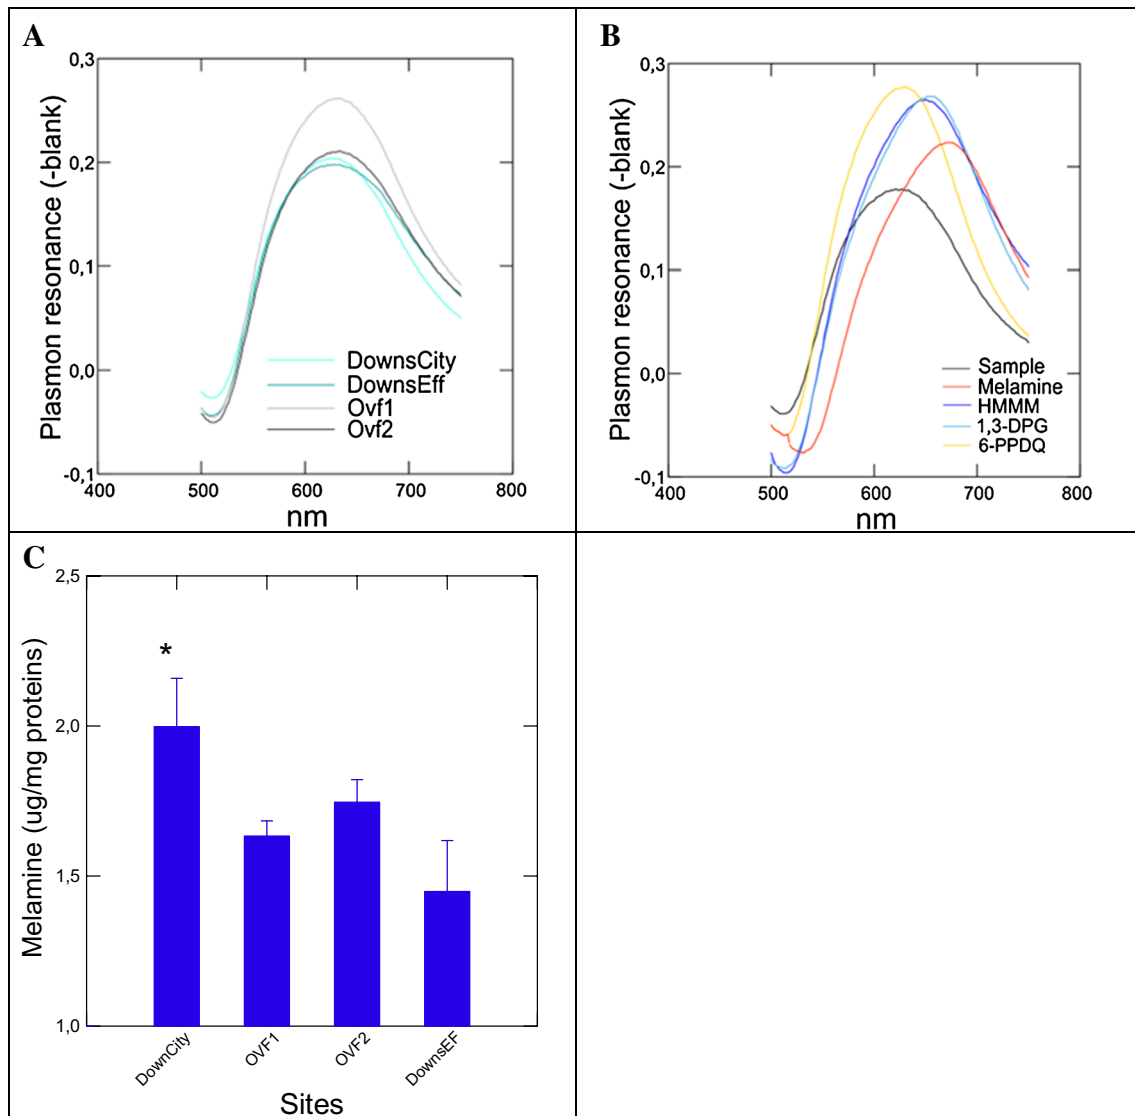 A
Plasmon resonance (-blank)
0,3
0,2
0,1
0,0
-0,1
400 500 600 700 800
nm
DownsCity
DownsEff
Ovf1
Ovf2
B
Plasmon resonance (-blank)
0,3
0,2
0,1
0,0
-0,1
400 500 600 700 800
nm
Sample
Melamine
HMMM
1,3-DPG
6-PPDQ
C
Melamine (ug/mg proteins)
2,5
2,0
1,5
1,0
*
DownCity OVF1 OVF2 DownsEF
Sites